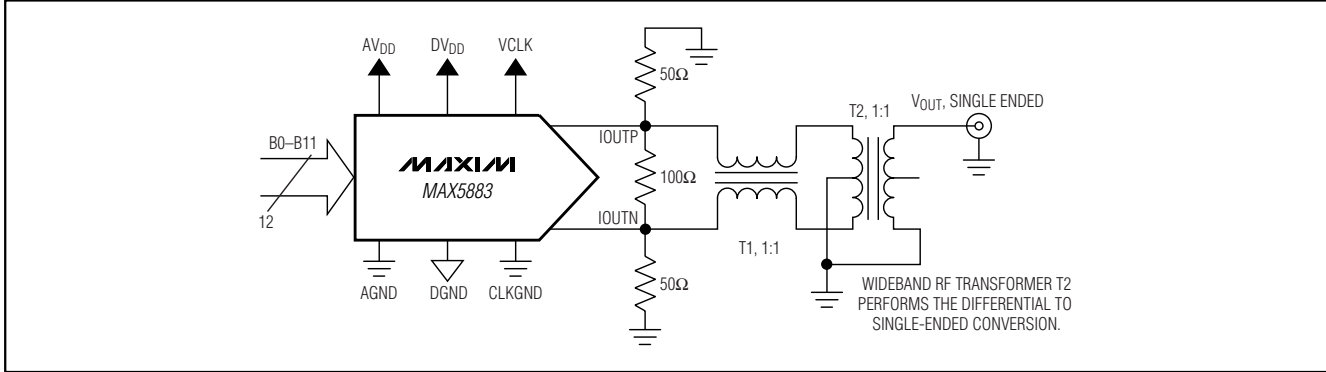 AVDD DVDD VCLK
50Ω
T2, 1:1
VOUT, SINGLE ENDED
B0–B11
IOUTP
MAXIM
MAX5883
100Ω
12
IOUTN
T1, 1:1
50Ω
AGND DGND CLKGND
WIDEBAND RF TRANSFORMER T2
PERFORMS THE DIFFERENTIAL TO
SINGLE-ENDED CONVERSION.